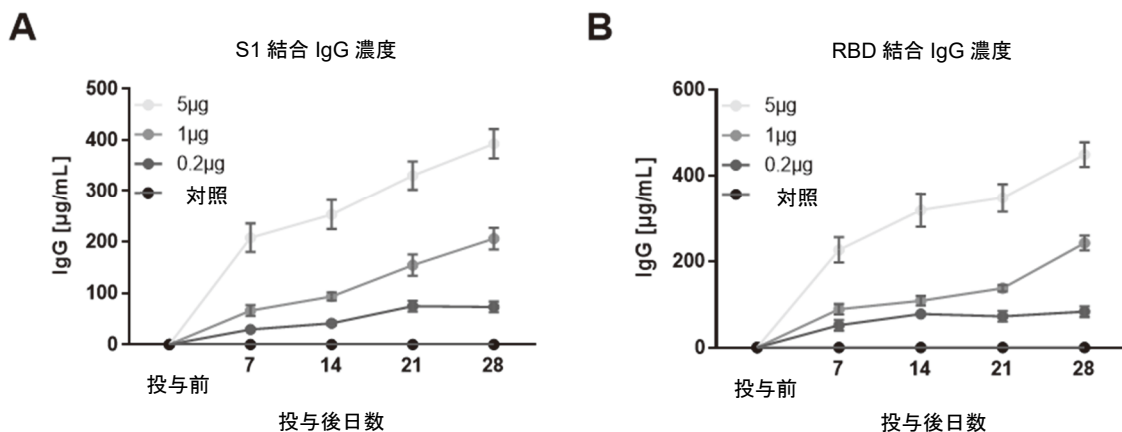 A
S1 結合 IgG 濃度
IgG [µg/mL]
500
400
300
200
100
0
5µg
1µg
0.2µg
対照
投与前
7
14
21
28
投与後日数
B
RBD 結合 IgG 濃度
IgG [µg/mL]
600
400
200
0
5µg
1µg
0.2µg
対照
投与前
7
14
21
28
投与後日数